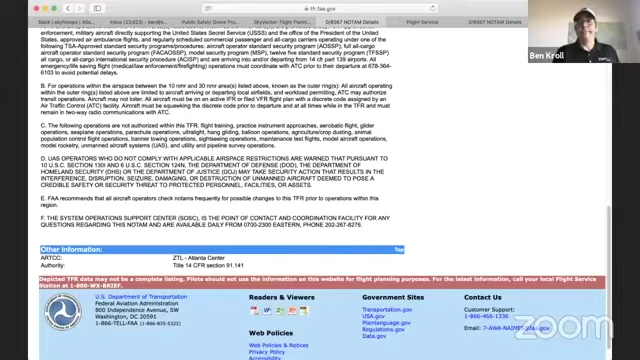 tfr.faa.gov
Inbox (23,613) - ben@k
Public Safety Drone Pr
SkyVector: Flight Plannin
0/8567 NOTAM Details
Flight Service
0/8567 NOTAM Details
enforcement, military aircraft directly supporting the United States Secret Service (USSS) and the office of the President of the United
States, approved air ambulance flights, and regularly scheduled commercial passenger and all-cargo carriers operating under one of the
following TSA-Approved standard security programs/procedures: aircraft operator standard security program (AOSSP), full all-cargo
aircraft operator standard security program (FACAOSSP), model security program (MSP), twelve five standard security program (TFSSP)
all cargo, or all-cargo international security procedure (ACISP) and are arriving into and/or departing from 14 cfr part 139 airports. All
emergency/life saving flight (medical/law enforcement/firefighting) operations must coordinate with ATC prior to their departure at 678-364-
6103 to avoid potential delays.
B. For operations within the airspace between the 10 nmr and 30 nmr area(s) listed above, known as the outer ring(s): All aircraft operating
within the outer ring(s) listed above are limited to aircraft arriving or departing local airfields, and workload permitting, ATC may authorize
transit operations. Aircraft may not loiter. All aircraft must be on an active IFR or filed VFR flight plan with a discrete code assigned by an
Air Traffic Control (ATC) facility. Aircraft must be squawking the discrete code prior to departure and at all times while in the TFR and must
remain in two-way radio communications with ATC.
C. The following operations are not authorized within this TFR: flight training, practice instrument approaches, aerobatic flight, glider
operations, seaplane operations, parachute operations, ultralight, hang gliding, balloon operations, agriculture/crop dusting, animal
population control flight operations, banner towing operations, sightseeing operations, maintenance test flights, model aircraft operations,
model rocketry, unmanned aircraft systems (UAS), and utility and pipeline survey operations.
D. UAS OPERATORS WHO DO NOT COMPLY WITH APPLICABLE AIRSPACE RESTRICTIONS ARE WARNED THAT PURSUANT TO
10 U.S.C. SECTION 130I AND 6 U.S.C. SECTION 124N, THE DEPARTMENT OF DEFENSE (DOD), THE DEPARTMENT OF
HOMELAND SECURITY (DHS) OR THE DEPARTMENT OF JUSTICE (DOJ) MAY TAKE SECURITY ACTION THAT RESULTS IN THE
INTERFERENCE, DISRUPTION, SEIZURE, DAMAGING, OR DESTRUCTION OF UNMANNED AIRCRAFT DEEMED TO POSE A
CREDIBLE SAFETY OR SECURITY THREAT TO PROTECTED PERSONNEL, FACILITIES, OR ASSETS.
E. FAA recommends that all aircraft operators check notams frequently for possible changes to this TFR prior to operations within this
region.
F. THE SYSTEM OPERATIONS SUPPORT CENTER (SOSC), IS THE POINT OF CONTACT AND COORDINATION FACILITY FOR ANY
QUESTIONS REGARDING THIS NOTAM AND ARE AVAILABLE DAILY FROM 0700-2300 EASTERN, PHONE 202-267-8276.
Other Information:
Top
ARTCC: ZTL - Atlanta Center
Authority: Title 14 CFR section 91.141
Depicted TFR data may not be a complete listing. Pilots should not use the information on this website for flight planning purposes. For the latest information, call your local Flight Service
Station at 1-800-WX-BRIEF.
U.S. Department of Transportation
Federal Aviation Administration
800 Independence Avenue, SW
Washington, DC 20591
1-866-TELL-FAA (1-866-835-5322)
Readers & Viewers
Web Policies
Web Policies & Notices
Privacy Policy
Accessibility
Government Sites
Transportation.gov
USA.gov
Plainlanguage.gov
Regulations.gov
Data.gov
Contact Us
Customer Support:
1-866-466-1336
Email: 7-AWA-NAIMES@faa.gov
Ben Kroll
zoom